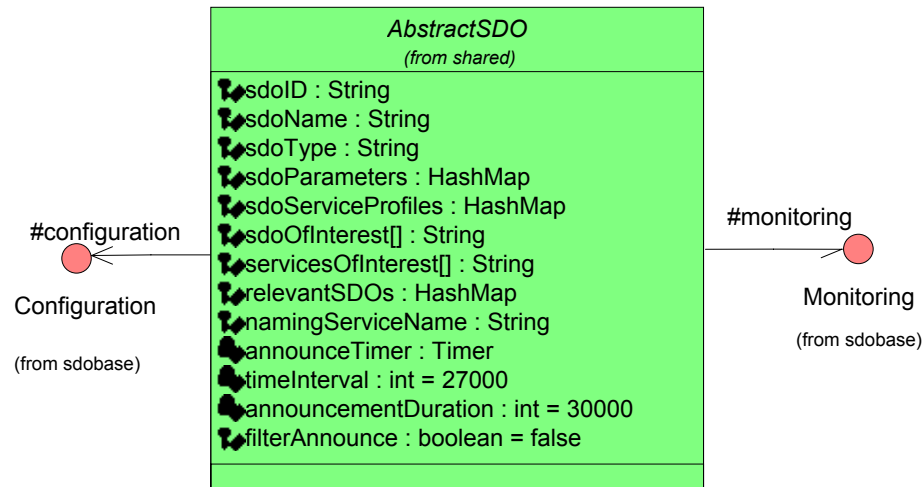 AbstractSDO
(from shared)
sdoID : String
sdoName : String
sdoType : String
sdoParameters : HashMap
sdoServiceProfiles : HashMap
sdoOfInterest[] : String
servicesOfInterest[] : String
relevantSDOs : HashMap
namingServiceName : String
announceTimer : Timer
timeInterval : int = 27000
announcementDuration : int = 30000
filterAnnounce : boolean = false
#configuration
Configuration
(from sdobase)
#monitoring
Monitoring
(from sdobase)